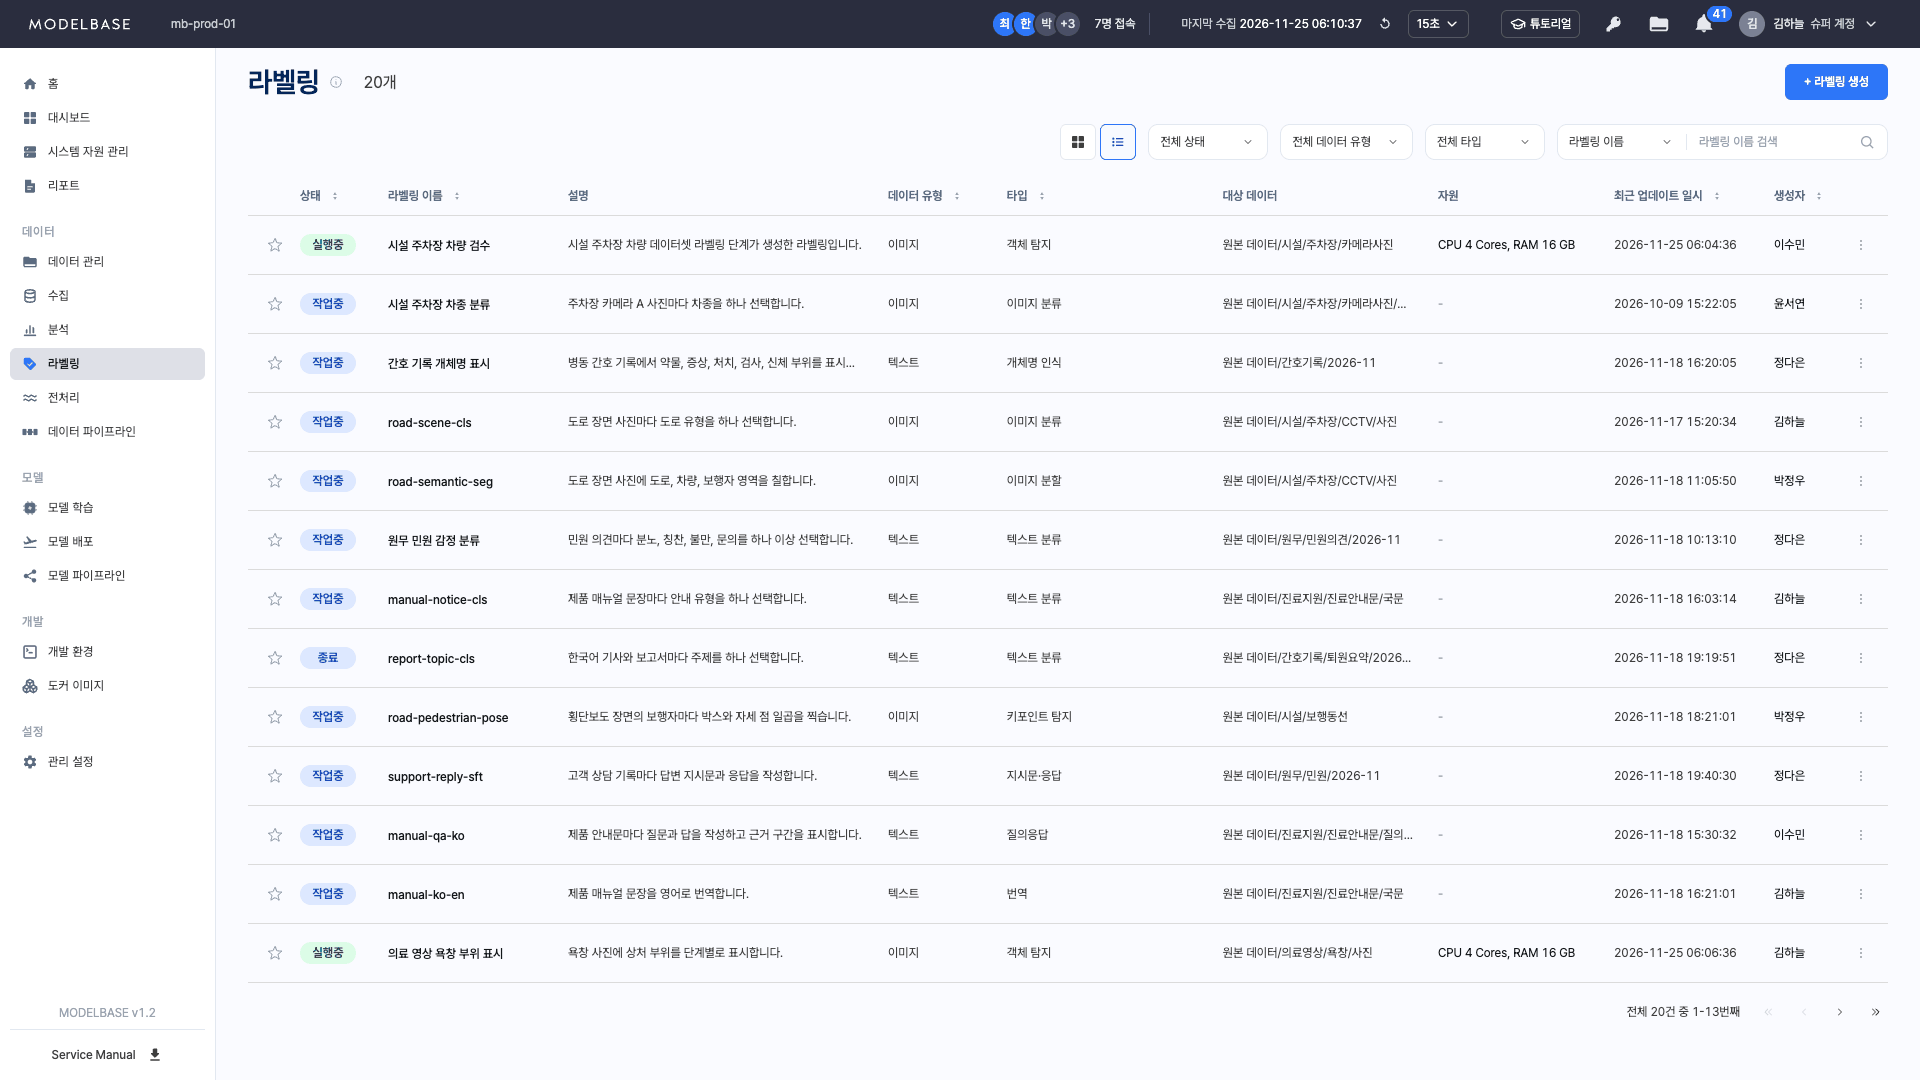 MODELBASE
mb-prod-01
최 한 박 +3 7명 접속
마지막 수집 2026-11-25 06:10:37
15초
튜토리얼
41
김 김하늘 슈퍼 계정
홈
대시보드
시스템 자원 관리
리포트
데이터
데이터 관리
수집
분석
라벨링
전처리
데이터 파이프라인
모델
모델 학습
모델 배포
모델 파이프라인
개발
개발 환경
도커 이미지
설정
관리 설정
MODELBASE v1.2
Service Manual
라벨링 20개
+ 라벨링 생성
전체 상태 전체 데이터 유형 전체 타입 라벨링 이름 라벨링 이름 검색
상태 라벨링 이름 설명 데이터 유형 타입 대상 데이터 자원 최근 업데이트 일시 생성자
실행중 시설 주차장 차량 검수 시설 주차장 차량 데이터셋 라벨링 단계가 생성한 라벨링입니다. 이미지 객체 탐지 원본 데이터/시설/주차장/카메라사진 CPU 4 Cores, RAM 16 GB 2026-11-25 06:04:36 이수민
작업중 시설 주차장 차종 분류 주차장 카메라 A 사진마다 차종을 하나 선택합니다. 이미지 이미지 분류 원본 데이터/시설/주차장/카메라사진/... - 2026-10-09 15:22:05 윤서연
작업중 간호 기록 개체명 표시 병동 간호 기록에서 약물, 증상, 처치, 검사, 신체 부위를 표시... 텍스트 개체명 인식 원본 데이터/간호기록/2026-11 - 2026-11-18 16:20:05 정다은
작업중 road-scene-cls 도로 장면 사진마다 도로 유형을 하나 선택합니다. 이미지 이미지 분류 원본 데이터/시설/주차장/CCTV/사진 - 2026-11-17 15:20:34 김하늘
작업중 road-semantic-seg 도로 장면 사진에 도로, 차량, 보행자 영역을 칠합니다. 이미지 이미지 분할 원본 데이터/시설/주차장/CCTV/사진 - 2026-11-18 11:05:50 박정우
작업중 원무 민원 감정 분류 민원 의견마다 분노, 칭찬, 불만, 문의를 하나 이상 선택합니다. 텍스트 텍스트 분류 원본 데이터/원무/민원의견/2026-11 - 2026-11-18 10:13:10 정다은
작업중 manual-notice-cls 제품 매뉴얼 문장마다 안내 유형을 하나 선택합니다. 텍스트 텍스트 분류 원본 데이터/진료지원/진료안내문/국문 - 2026-11-18 16:03:14 김하늘
종료 report-topic-cls 한국어 기사와 보고서마다 주제를 하나 선택합니다. 텍스트 텍스트 분류 원본 데이터/간호기록/퇴원요약/2026... - 2026-11-18 19:19:51 정다은
작업중 road-pedestrian-pose 횡단보도 장면의 보행자마다 박스와 자세 점 일곱을 찍습니다. 이미지 키포인트 탐지 원본 데이터/시설/보행동선 - 2026-11-18 18:21:01 박정우
작업중 support-reply-sft 고객 상담 기록마다 답변 지시문과 응답을 작성합니다. 텍스트 지시문·응답 원본 데이터/원무/민원/2026-11 - 2026-11-18 19:40:30 정다은
작업중 manual-qa-ko 제품 안내문마다 질문과 답을 작성하고 근거 구간을 표시합니다. 텍스트 질의응답 원본 데이터/진료지원/진료안내문/질의... - 2026-11-18 15:30:32 이수민
작업중 manual-ko-en 제품 매뉴얼 문장을 영어로 번역합니다. 텍스트 번역 원본 데이터/진료지원/진료안내문/국문 - 2026-11-18 16:21:01 김하늘
실행중 의료 영상 욕창 부위 표시 욕창 사진에 상처 부위를 단계별로 표시합니다. 이미지 객체 탐지 원본 데이터/의료영상/욕창/사진 CPU 4 Cores, RAM 16 GB 2026-11-25 06:06:36 김하늘
전체 20건 중 1-13번째